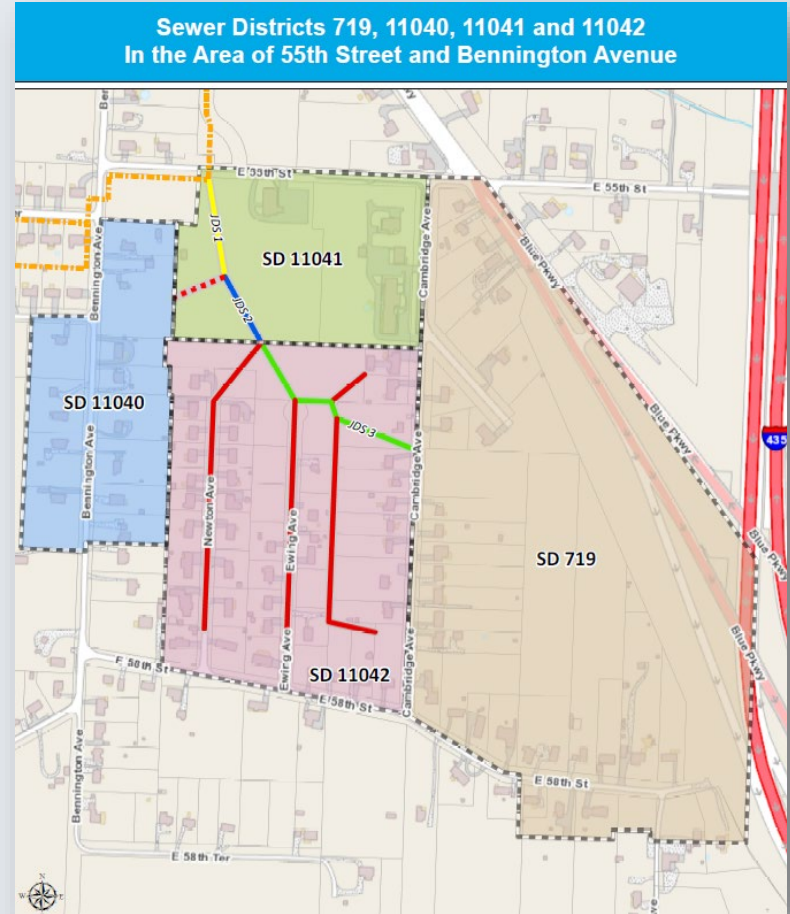 Sewer Districts 719, 11040, 11041 and 11042
In the Area of 55th Street and Bennington Avenue
Ber
E 55th St
E 55th St
JDS 1
SD 11041
Cambridge Ave
Blue Pkwy
Bennington Ave
JDS 2
SD 11040
Blue Pkwy
435
JDS 3
Cambridge Ave
Bennington Ave
Newton Ave
Ewing Ave
SD 719
Blue Pkwy
Blue Pkwy
E 58th St
Ewing Ave
SD 11042
Cambridge Ave
E 58th St
Bennington Ave
E 58th St
E 58th Ter
N
W
E